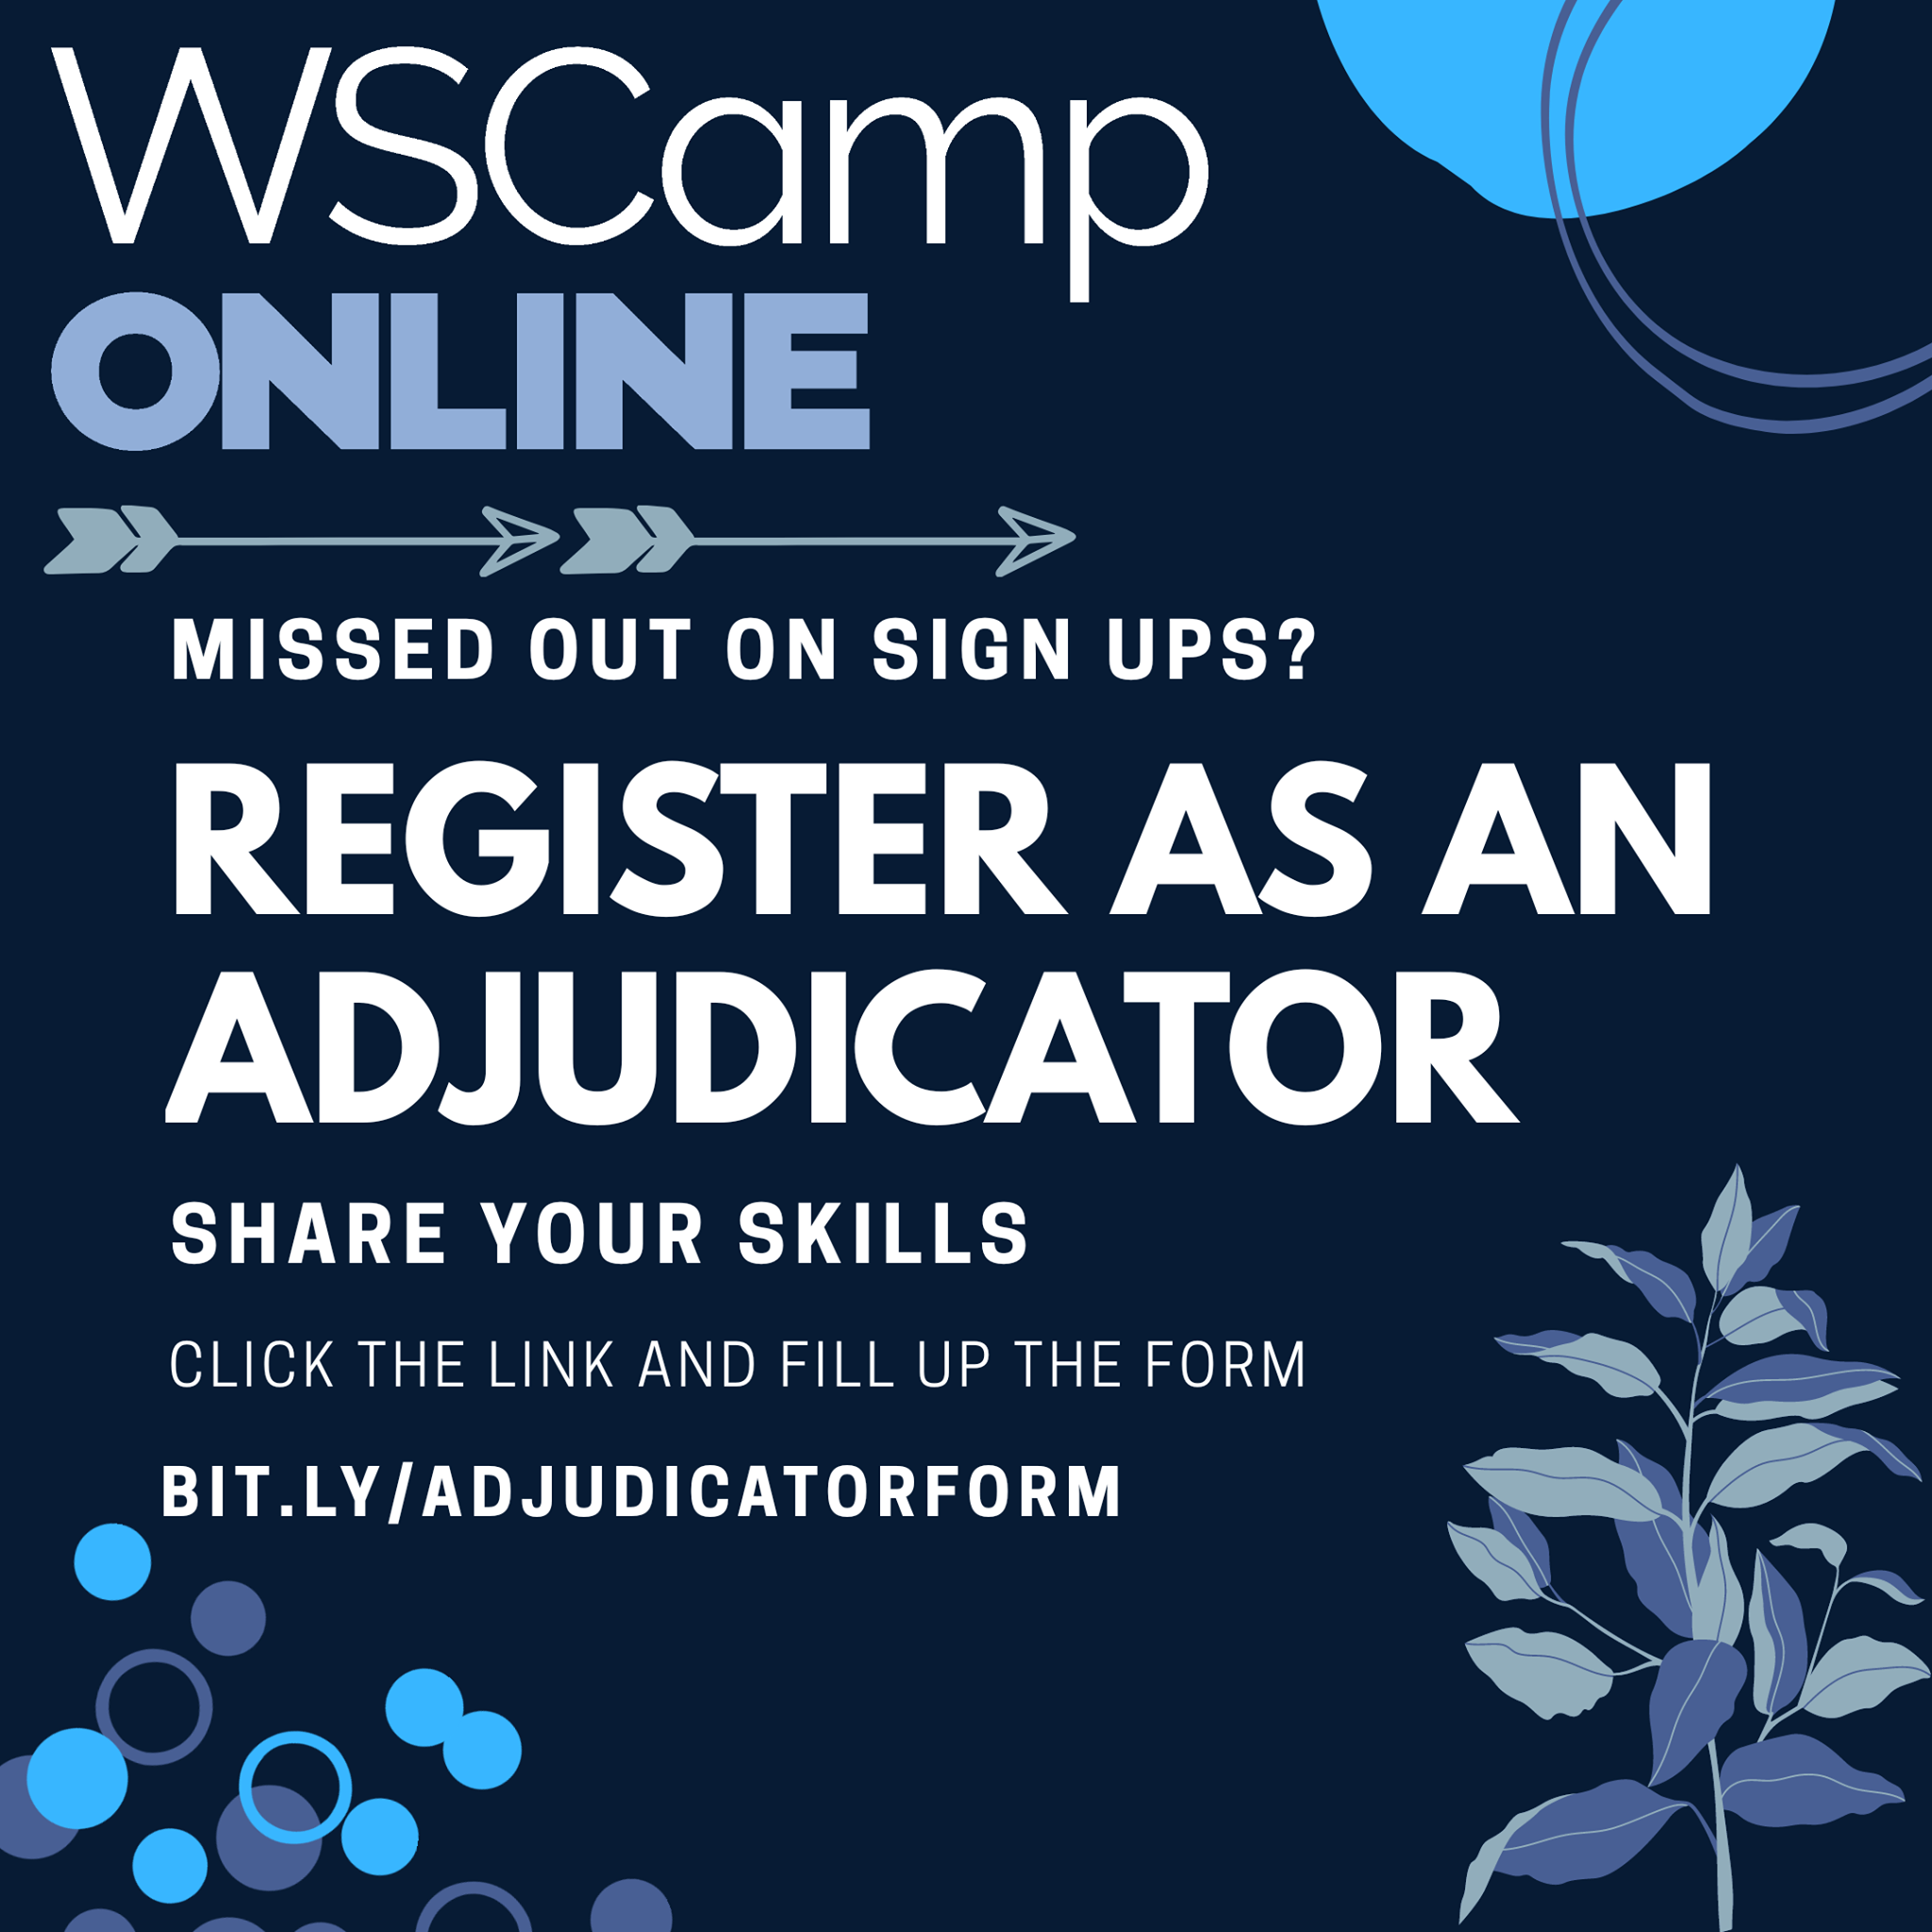 WSCamp
ONLINE
MISSED OUT ON SIGN UPS?
REGISTER AS AN
ADJUDICATOR
SHARE YOUR SKILLS
CLICK THE LINK AND FILL UP THE FORM
BIT.LY/ADJUDICATORFORM